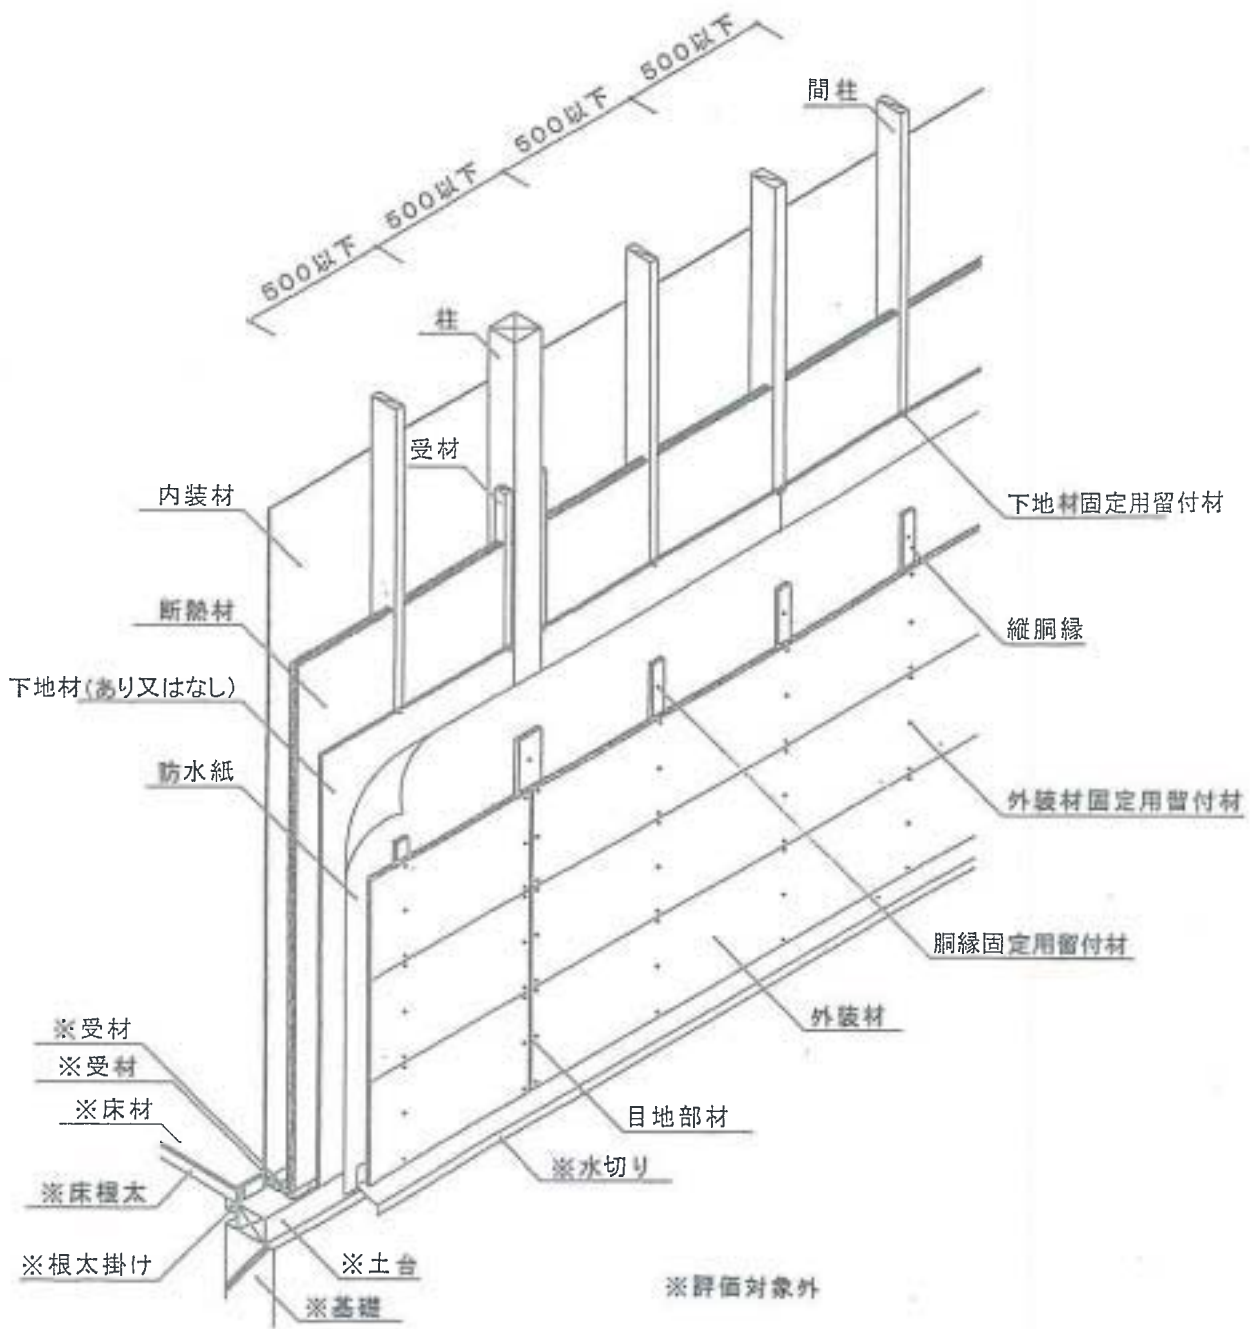 500以下
500以下
500以下
500以下
間柱
柱
受材
内装材
下地材固定用留付材
断熱材
縦胴縁
下地材(あり又はなし)
防水紙
外装材固定用留付材
胴縁固定用留付材
外装材
※受材
※受材
※床材
目地部材
※水切り
※床根太
※根太掛け
※土台
※評価対象外
※基礎